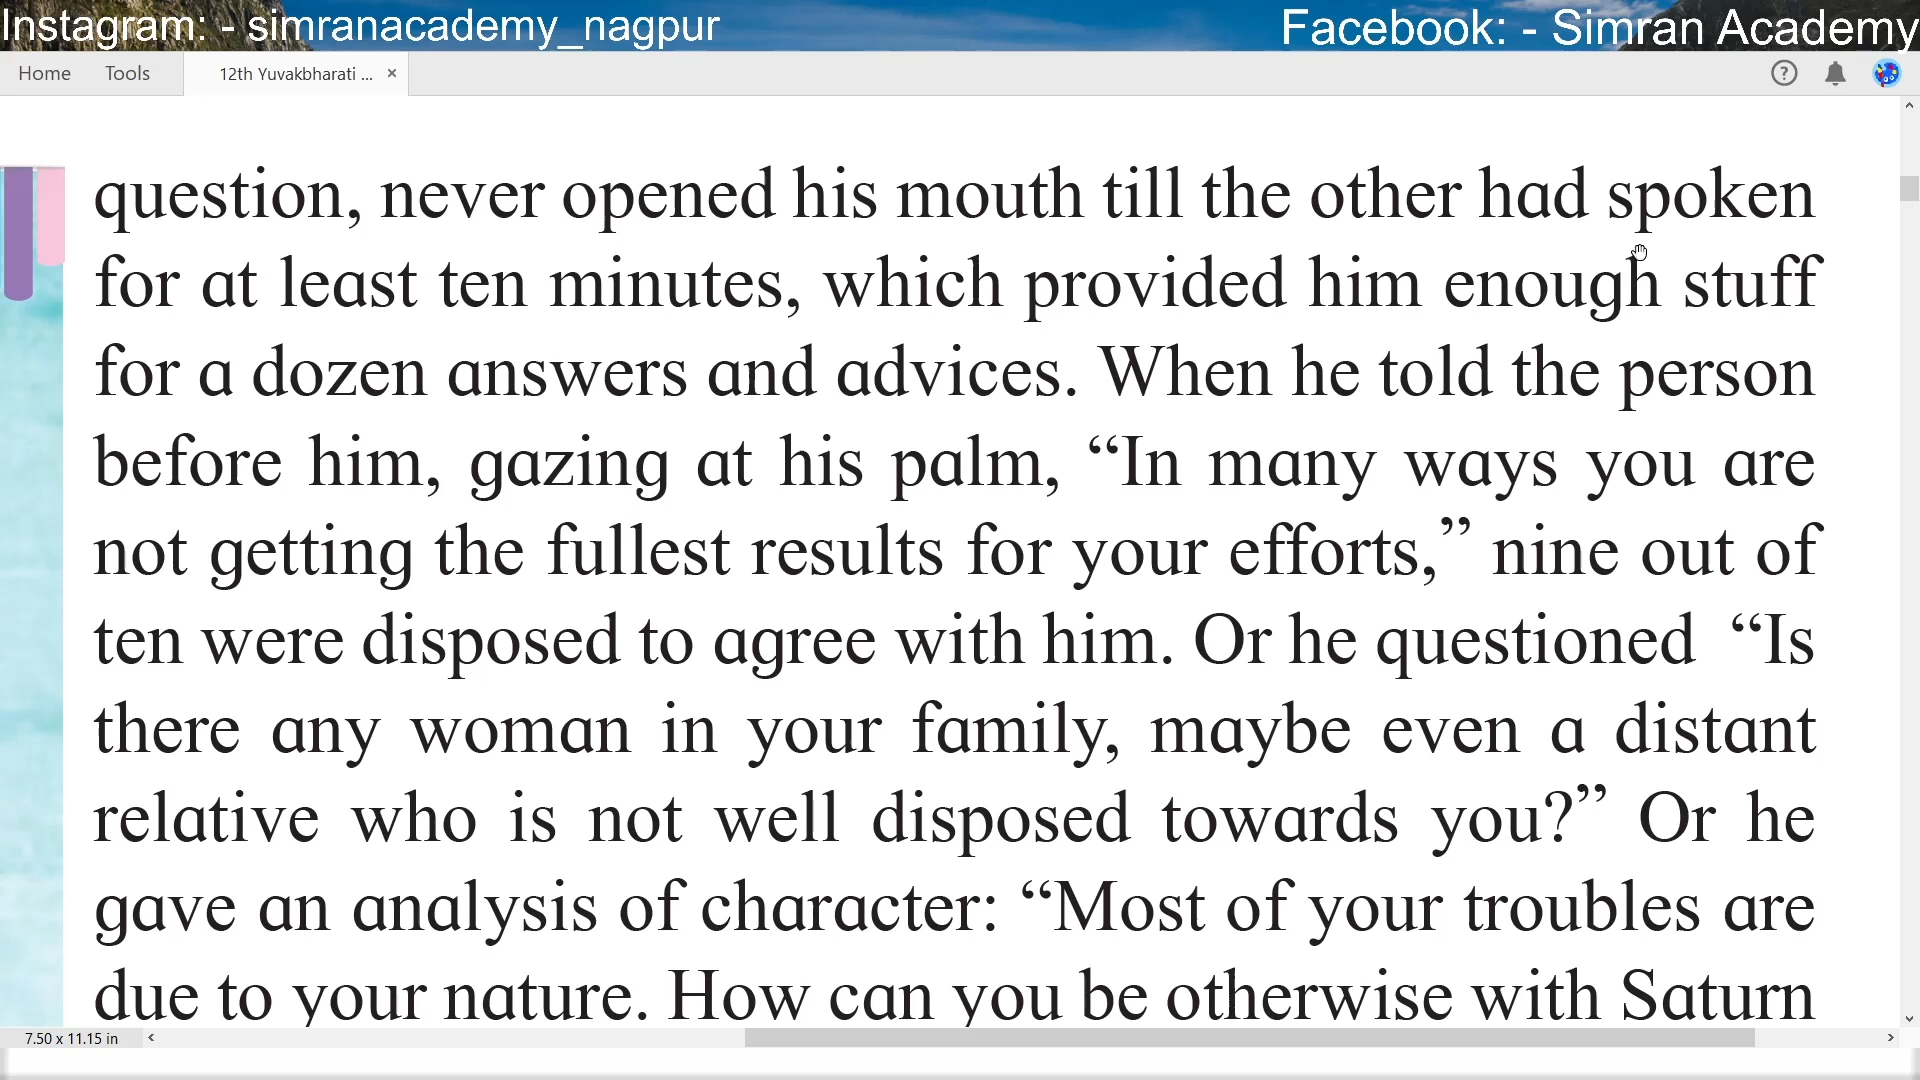 Instagram: - simranacademy_nagpur Facebook: - Simran Academy
Home Tools 12th Yuvakbharati ... ×
question, never opened his mouth till the other had spoken
for at least ten minutes, which provided him enough stuff
for a dozen answers and advices. When he told the person
before him, gazing at his palm, “In many ways you are
not getting the fullest results for your efforts,” nine out of
ten were disposed to agree with him. Or he questioned “Is
there any woman in your family, maybe even a distant
relative who is not well disposed towards you?” Or he
gave an analysis of character: “Most of your troubles are
due to your nature. How can you be otherwise with Saturn
7.50 x 11.15 in